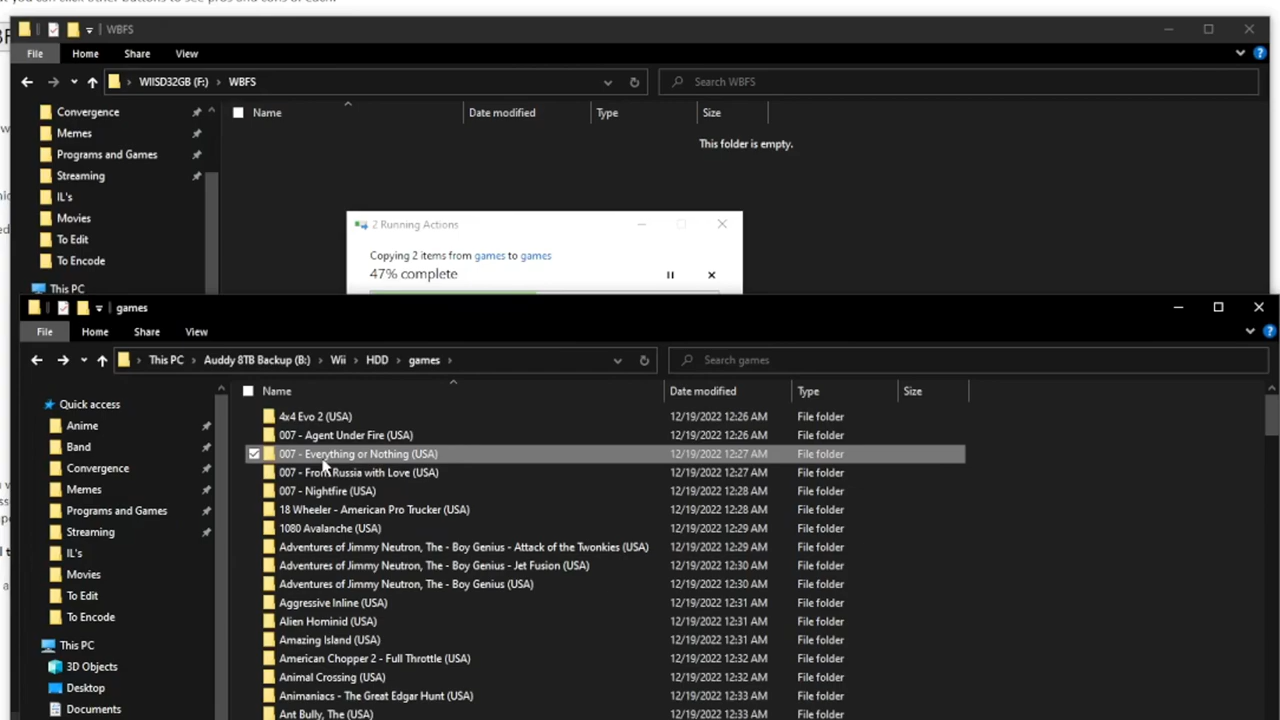 WBFS
File Home Share View
WIISD32GB (F:) › WBFS
Search WBFS
Name Date modified Type Size
This folder is empty.
Convergence
Memes
Programs and Games
Streaming
IL's
Movies
To Edit
To Encode
This PC
2 Running Actions
Copying 2 items from games to games
47% complete
games
File Home Share View
This PC › Auddy 8TB Backup (B:) › Wii › HDD › games ›
Search games
Quick access
Anime
Band
Convergence
Memes
Programs and Games
Streaming
IL's
Movies
To Edit
To Encode
This PC
3D Objects
Desktop
Documents
Name Date modified Type Size
4x4 Evo 2 (USA) 12/19/2022 12:26 AM File folder
007 - Agent Under Fire (USA) 12/19/2022 12:26 AM File folder
007 - Everything or Nothing (USA) 12/19/2022 12:27 AM File folder
007 - From Russia with Love (USA) 12/19/2022 12:27 AM File folder
007 - Nightfire (USA) 12/19/2022 12:28 AM File folder
18 Wheeler - American Pro Trucker (USA) 12/19/2022 12:28 AM File folder
1080 Avalanche (USA) 12/19/2022 12:29 AM File folder
Adventures of Jimmy Neutron, The - Boy Genius - Attack of the Twonkies (USA) 12/19/2022 12:29 AM File folder
Adventures of Jimmy Neutron, The - Boy Genius - Jet Fusion (USA) 12/19/2022 12:30 AM File folder
Adventures of Jimmy Neutron, The - Boy Genius (USA) 12/19/2022 12:30 AM File folder
Aggressive Inline (USA) 12/19/2022 12:31 AM File folder
Alien Hominid (USA) 12/19/2022 12:31 AM File folder
Amazing Island (USA) 12/19/2022 12:31 AM File folder
American Chopper 2 - Full Throttle (USA) 12/19/2022 12:32 AM File folder
Animal Crossing (USA) 12/19/2022 12:32 AM File folder
Animaniacs - The Great Edgar Hunt (USA) 12/19/2022 12:33 AM File folder
Ant Bully, The (USA) 12/19/2022 12:33 AM File folder